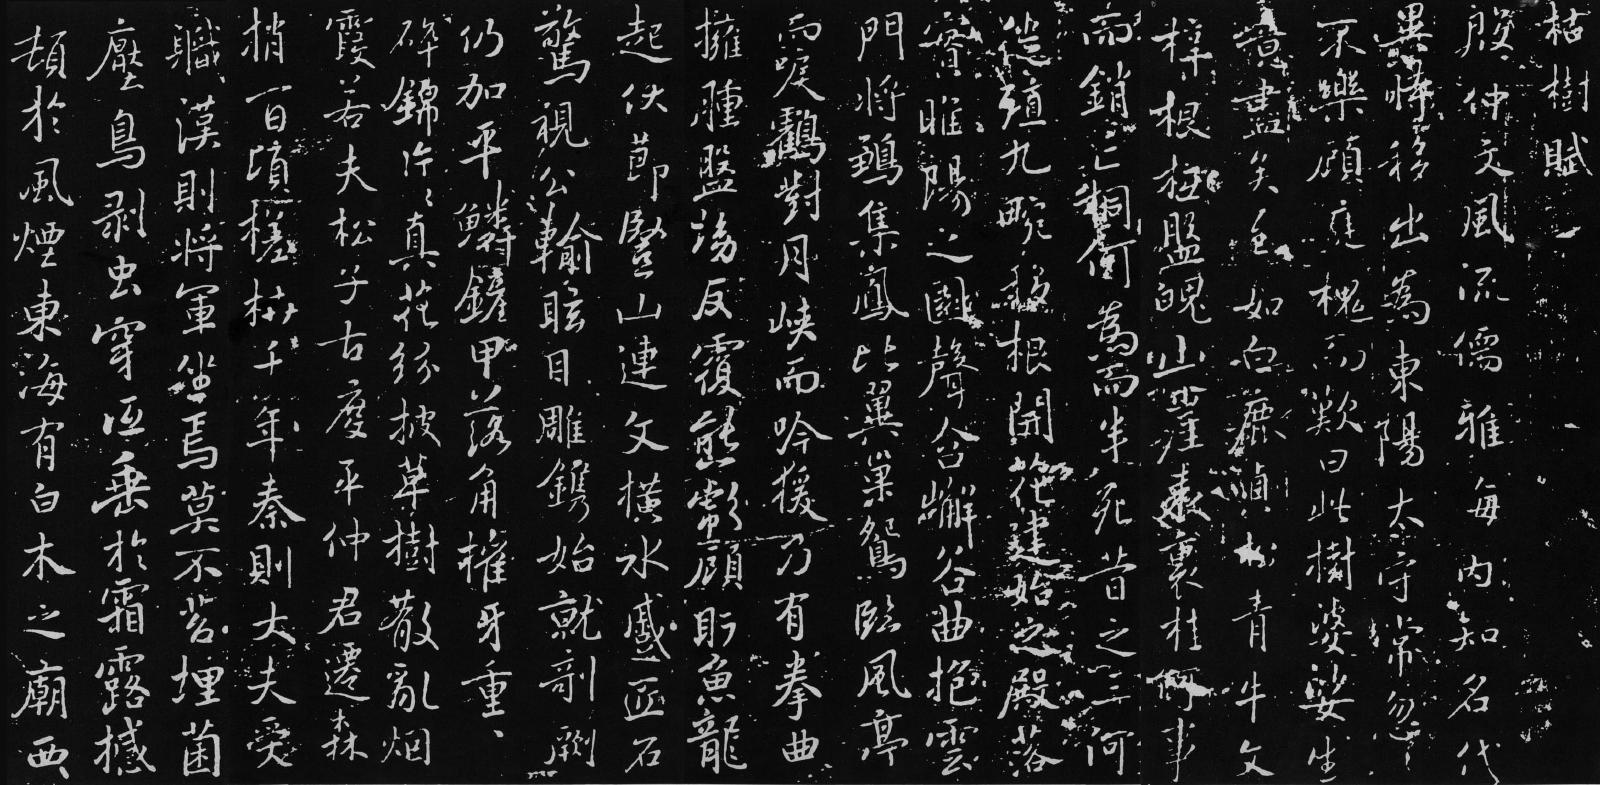 枯樹賦
殷仲文風流儒雅每內知名代
異時移出為東陽太守常忽忽
不樂顧庭槐而歎曰此樹婆娑生
意盡矣至如白鹿貞松青牛文
梓根柢盤魄山崖表裏桂何事
而銷亡桐何為而半死昔之三河
徙殖九畹移根開花建始之殿落
實睢陽之園聲含嶰谷曲抱雲
門將鶵集鳳比翼巢鴛臨風亭
而唳鶴對月峽而吟猨乃有拳曲
擁腫盤坳反覆熊彪顧盼魚龍
起伏節豎山連文橫水蹙匠石
驚視公輸眩目雕鐫始就剞劂
仍加平鱗鏟甲落角摧牙重重
碎錦片片真花紛披草樹散亂烟
霞若夫松子古度平仲君遷森
梢百頃槎枿千年秦則大夫受
職漢則將軍坐焉莫不苔埋菌
壓鳥剥虫穿低垂於霜露撼
頓於風煙東海有白木之廟西